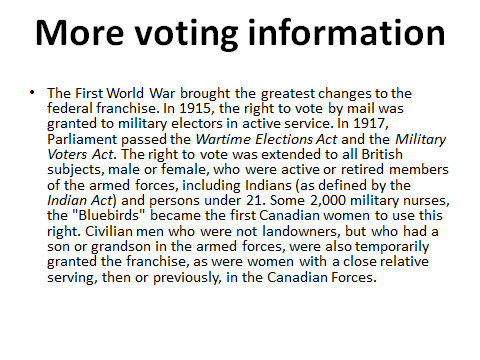 More voting information
• The First World War brought the greatest changes to the
federal franchise. In 1915, the right to vote by mail was
granted to military electors in active service. In 1917,
Parliament passed the Wartime Elections Act and the Military
Voters Act. The right to vote was extended to all British
subjects, male or female, who were active or retired members
of the armed forces, including Indians (as defined by the
Indian Act) and persons under 21. Some 2,000 military nurses,
the "Bluebirds" became the first Canadian women to use this
right. Civilian men who were not landowners, but who had a
son or grandson in the armed forces, were also temporarily
granted the franchise, as were women with a close relative
serving, then or previously, in the Canadian Forces.